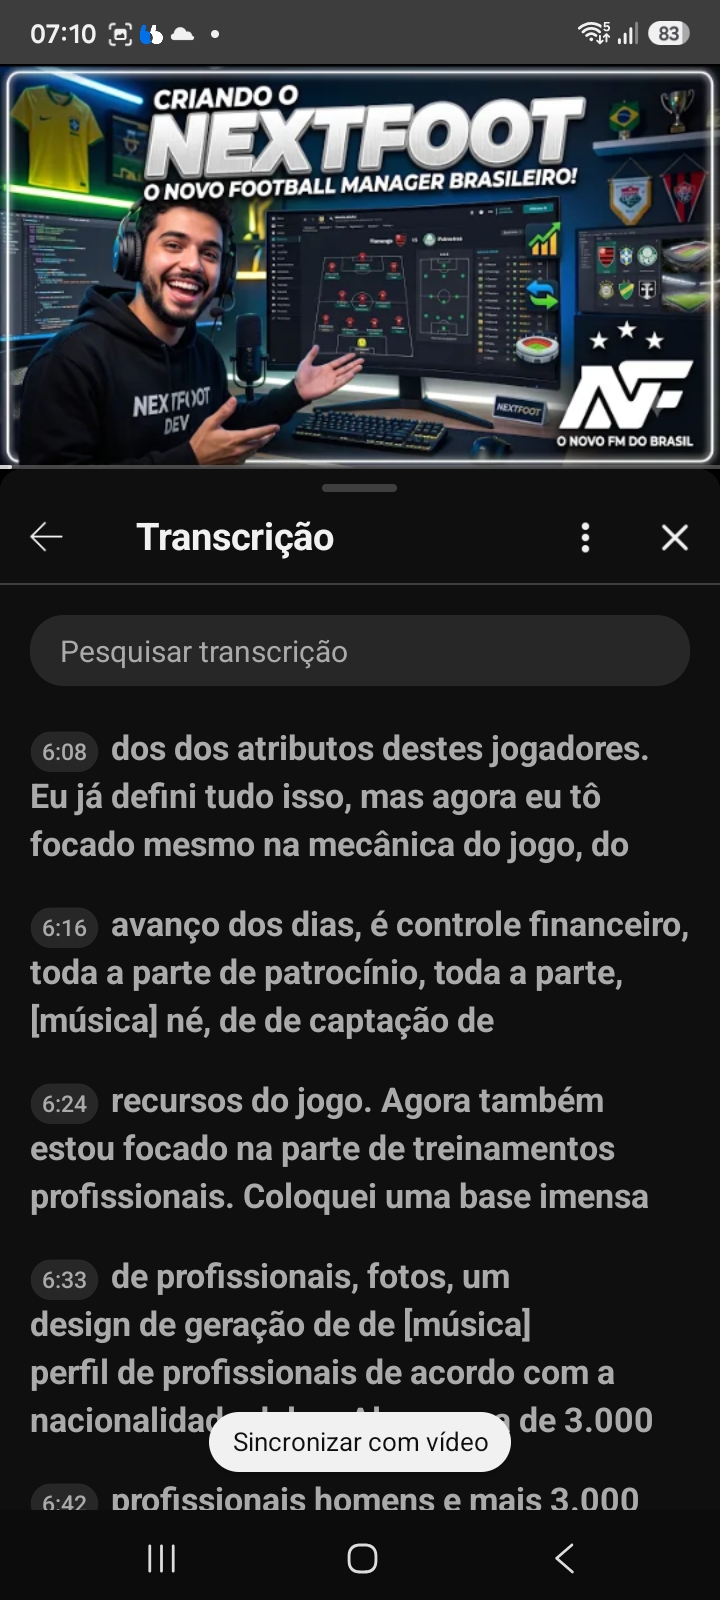 07:10
83
CRIANDO O
NEXTFOOT
O NOVO FOOTBALL MANAGER BRASILEIRO!
NEXTFOOT
DEV
NEXTFOOT
NF
O NOVO FM DO BRASIL
Transcrição
Pesquisar transcrição
6:08 dos dos atributos destes jogadores.
Eu já defini tudo isso, mas agora eu tô
focado mesmo na mecânica do jogo, do
6:16 avanço dos dias, é controle financeiro,
toda a parte de patrocínio, toda a parte,
[música] né, de de captação de
6:24 recursos do jogo. Agora também
estou focado na parte de treinamentos
profissionais. Coloquei uma base imensa
6:33 de profissionais, fotos, um
design de geração de de [música]
perfil de profissionais de acordo com a
de 3.000
Sincronizar com vídeo
6:42 profissionais homens e mais 3.000